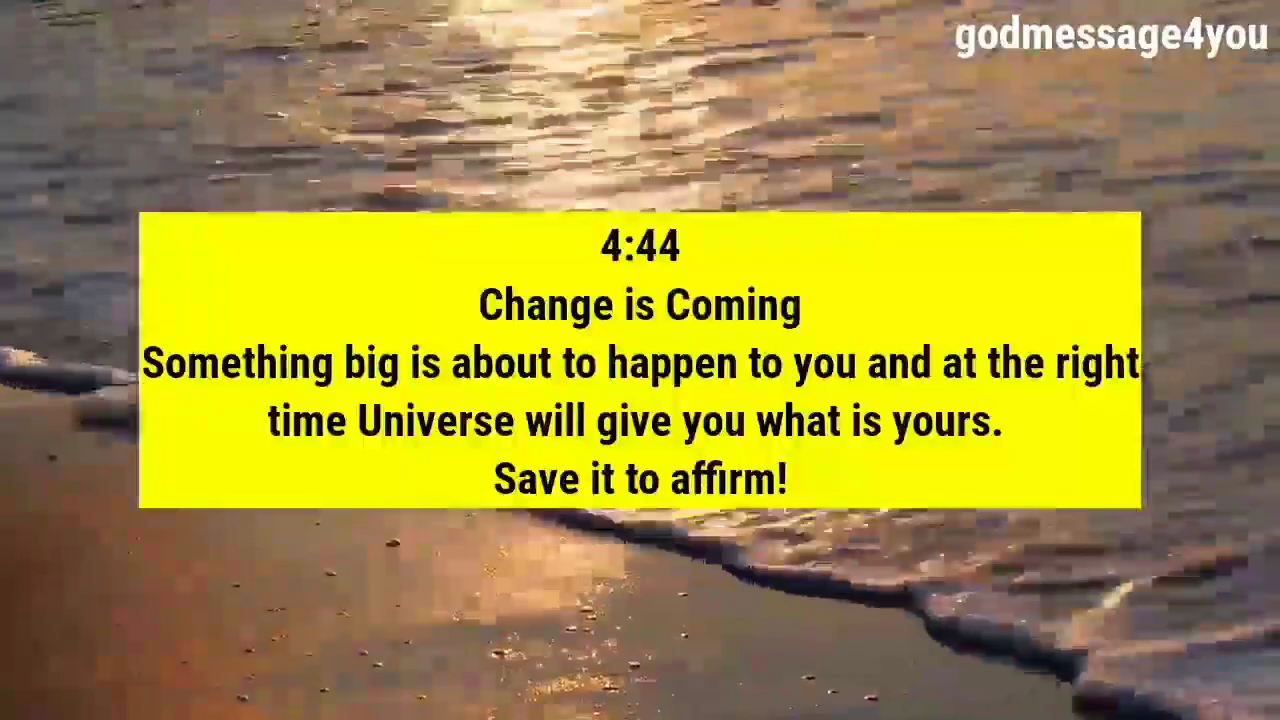 godmessage4you
4:44
Change is Coming
Something big is about to happen to you and at the right
time Universe will give you what is yours.
Save it to affirm!